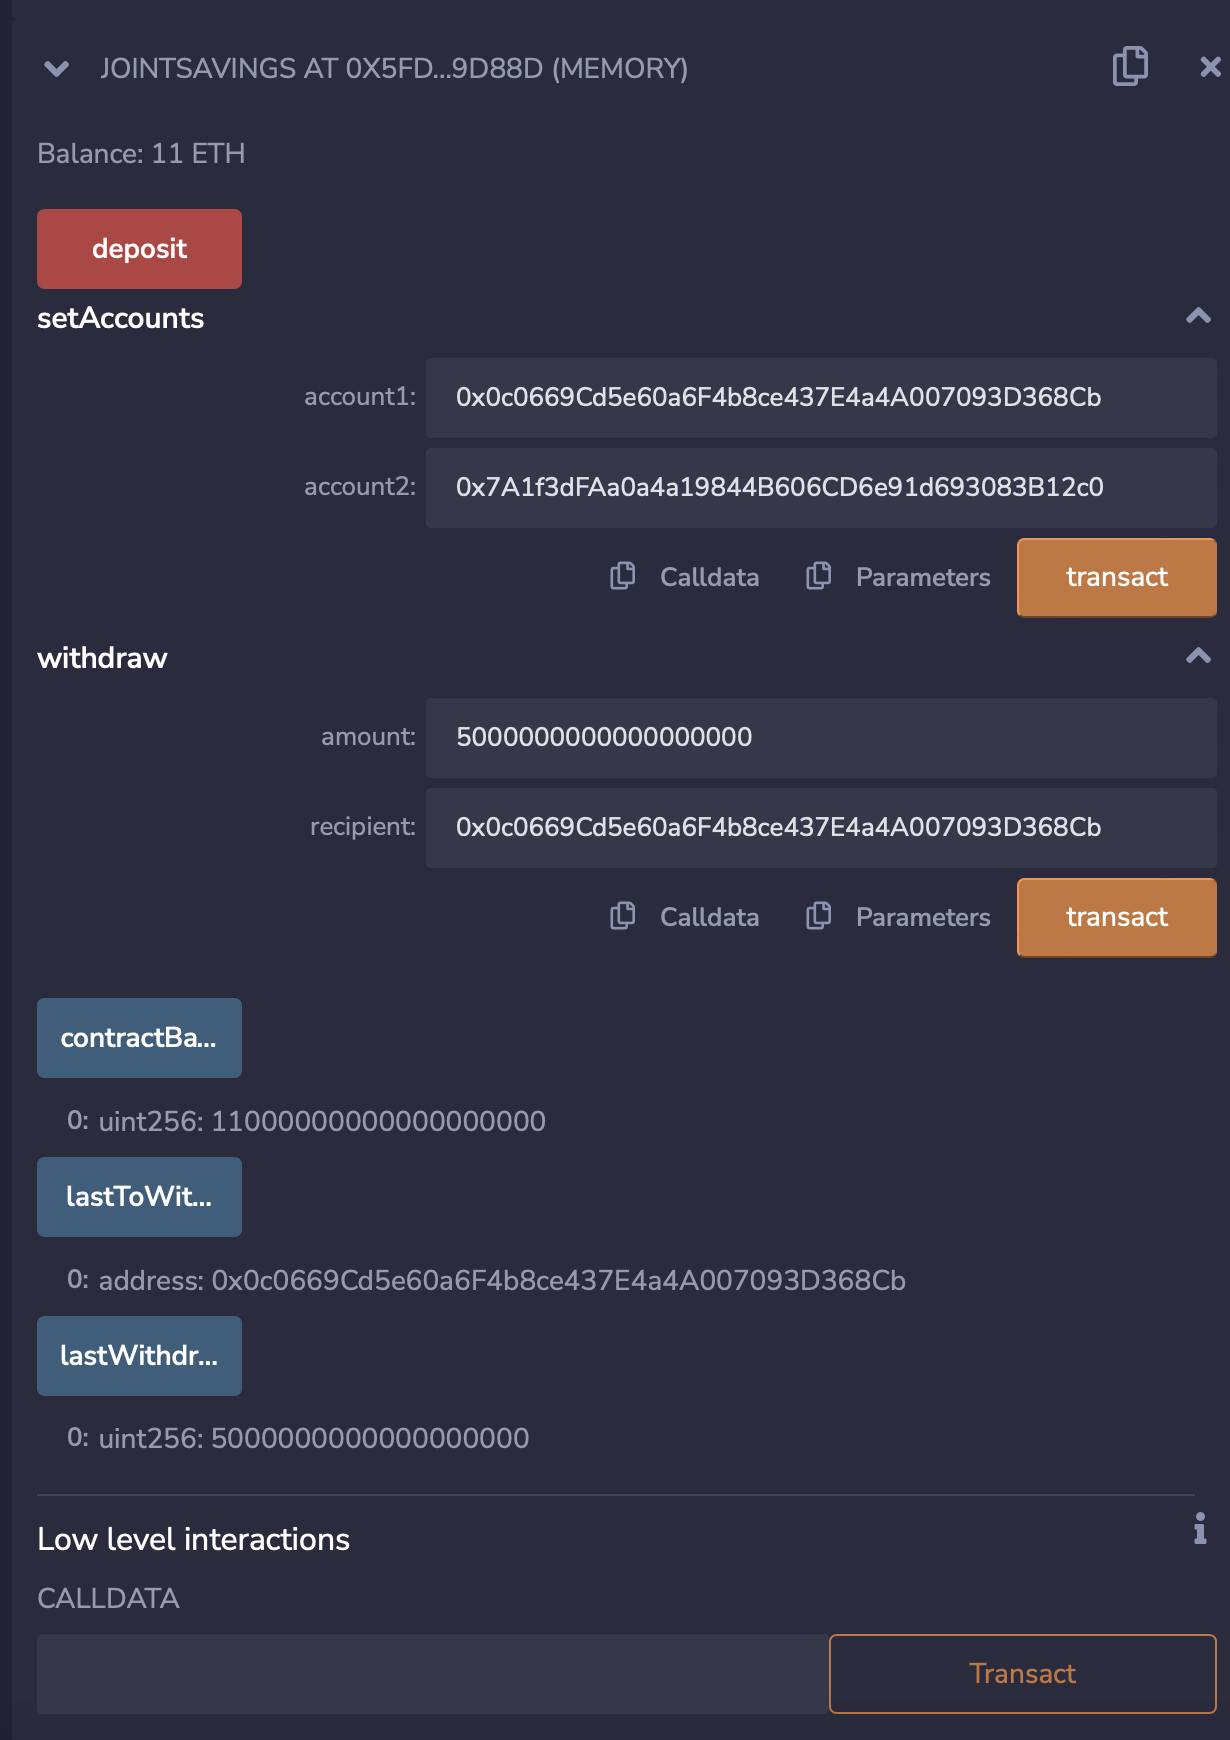 JOINTSAVINGS AT 0X5FD...9D88D (MEMORY)
Balance: 11 ETH
deposit
setAccounts
account1: 0x0c0669Cd5e60a6F4b8ce437E4a4A007093D368Cb
account2: 0x7A1f3dFAa0a4a19844B606CD6e91d693083B12c0
Calldata Parameters transact
withdraw
amount: 5000000000000000000
recipient: 0x0c0669Cd5e60a6F4b8ce437E4a4A007093D368Cb
Calldata Parameters transact
contractBa...
0: uint256: 11000000000000000000
lastToWit...
0: address: 0x0c0669Cd5e60a6F4b8ce437E4a4A007093D368Cb
lastWithdr...
0: uint256: 5000000000000000000
Low level interactions
CALLDATA
Transact